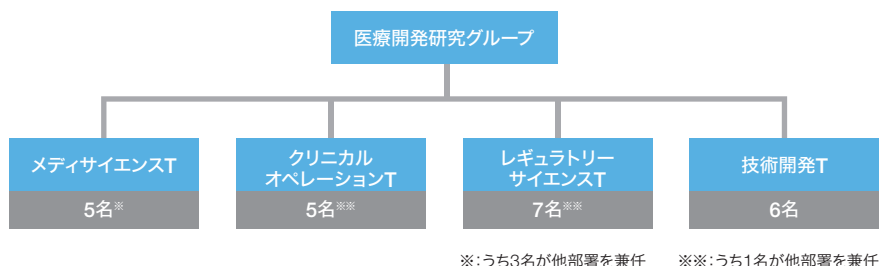 医療開発研究グループ
メディサイエンスT
5名※
クリニカル
オペレーションT
5名※※
レギュラトリー
サイエンスT
7名※※
技術開発T
6名
※:うち3名が他部署を兼任 ※※:うち1名が他部署を兼任